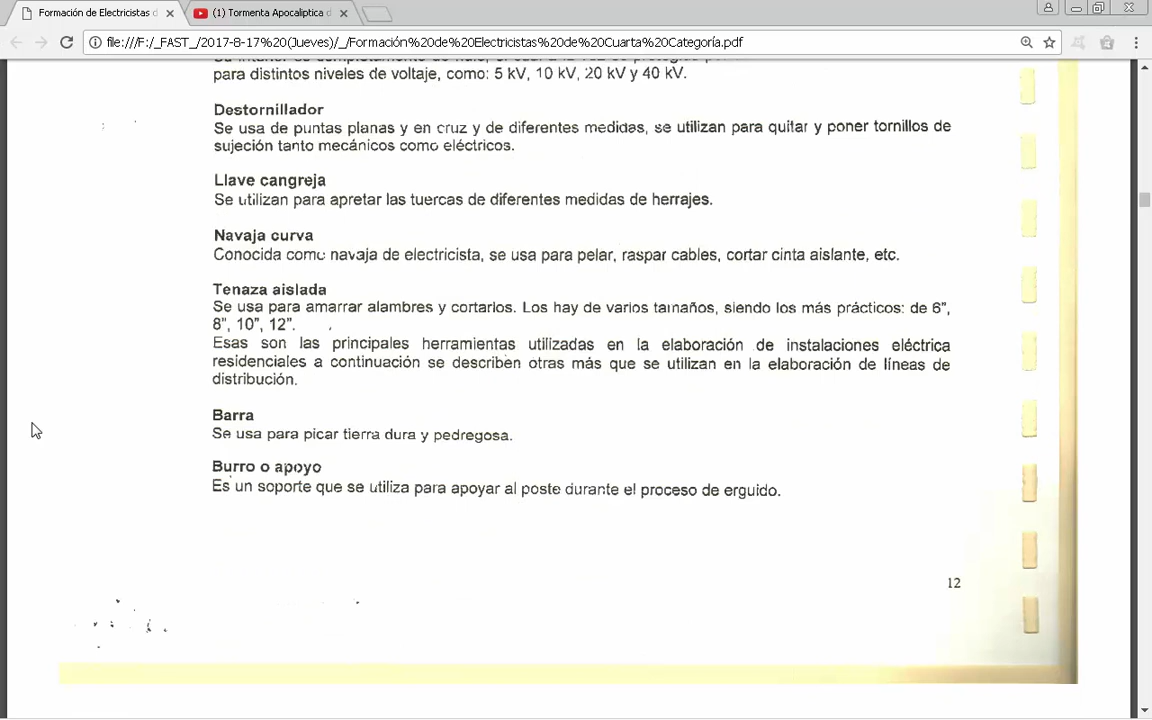 Formación de Electricistas d
(1) Tormenta Apocaliptica d
file:///F:/_FAST_/2017-8-17%20(Jueves)/_/Formación%20de%20Electricistas%20de%20Cuarta%20Categoría.pdf
para distintos niveles de voltaje, como: 5 kV, 10 kV, 20 kV y 40 kV.
Destornillador
Se usa de puntas planas y en cruz y de diferentes medidas, se utilizan para quitar y poner tornillos de
sujeción tanto mecánicos como eléctricos.
Llave cangreja
Se utilizan para apretar las tuercas de diferentes medidas de herrajes.
Navaja curva
Conocida como navaja de electricista, se usa para pelar, raspar cables, cortar cinta aislante, etc.
Tenaza aislada
Se usa para amarrar alambres y cortarlos. Los hay de varios tamaños, siendo los más prácticos: de 6”,
8”, 10”, 12”.
Esas son las principales herramientas utilizadas en la elaboración de instalaciones eléctrica
residenciales a continuación se describen otras más que se utilizan en la elaboración de líneas de
distribución.
Barra
Se usa para picar tierra dura y pedregosa.
Burro o apoyo
Es un soporte que se utiliza para apoyar al poste durante el proceso de erguido.
12